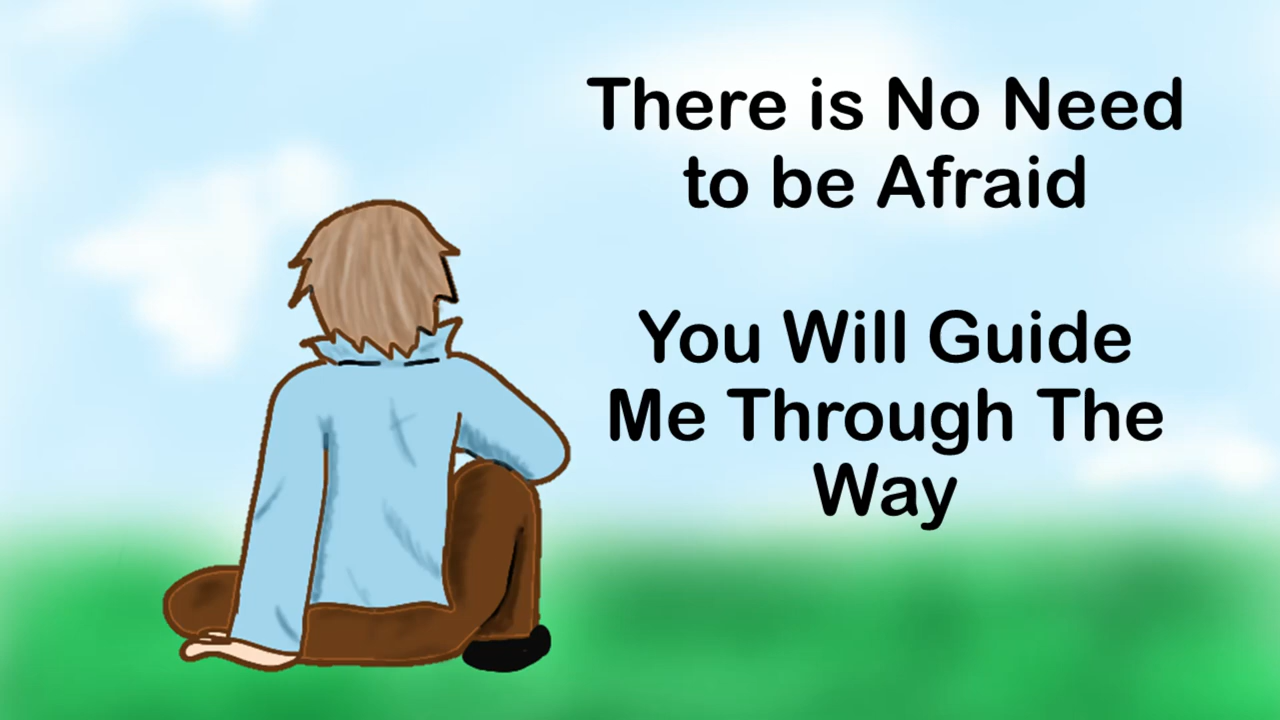 There is No Need
to be Afraid
You Will Guide
Me Through The
Way